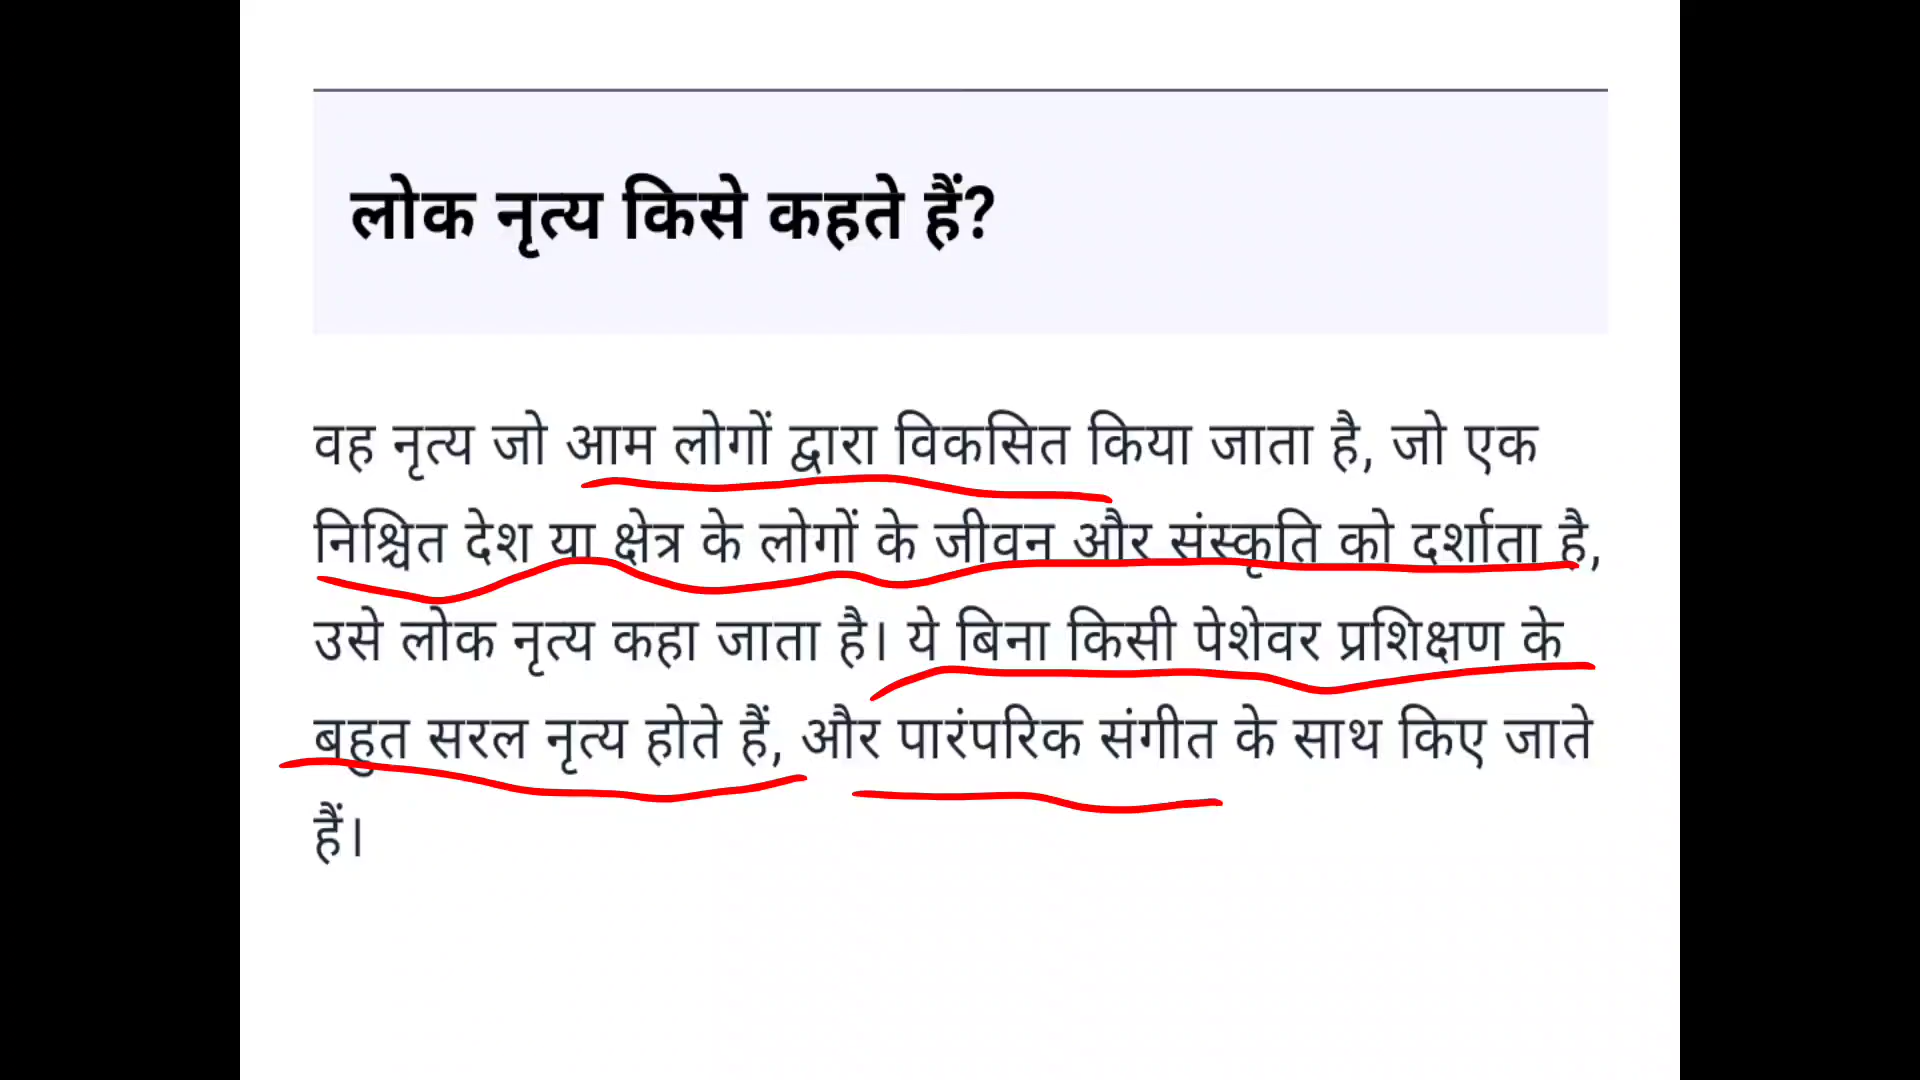 लोक नृत्य किसे कहते हैं?
वह नृत्य जो आम लोगों द्वारा विकसित किया जाता है, जो एक
निश्चित देश या क्षेत्र के लोगों के जीवन और संस्कृति को दर्शाता है,
उसे लोक नृत्य कहा जाता है। ये बिना किसी पेशेवर प्रशिक्षण के
बहुत सरल नृत्य होते हैं, और पारंपरिक संगीत के साथ किए जाते
हैं।